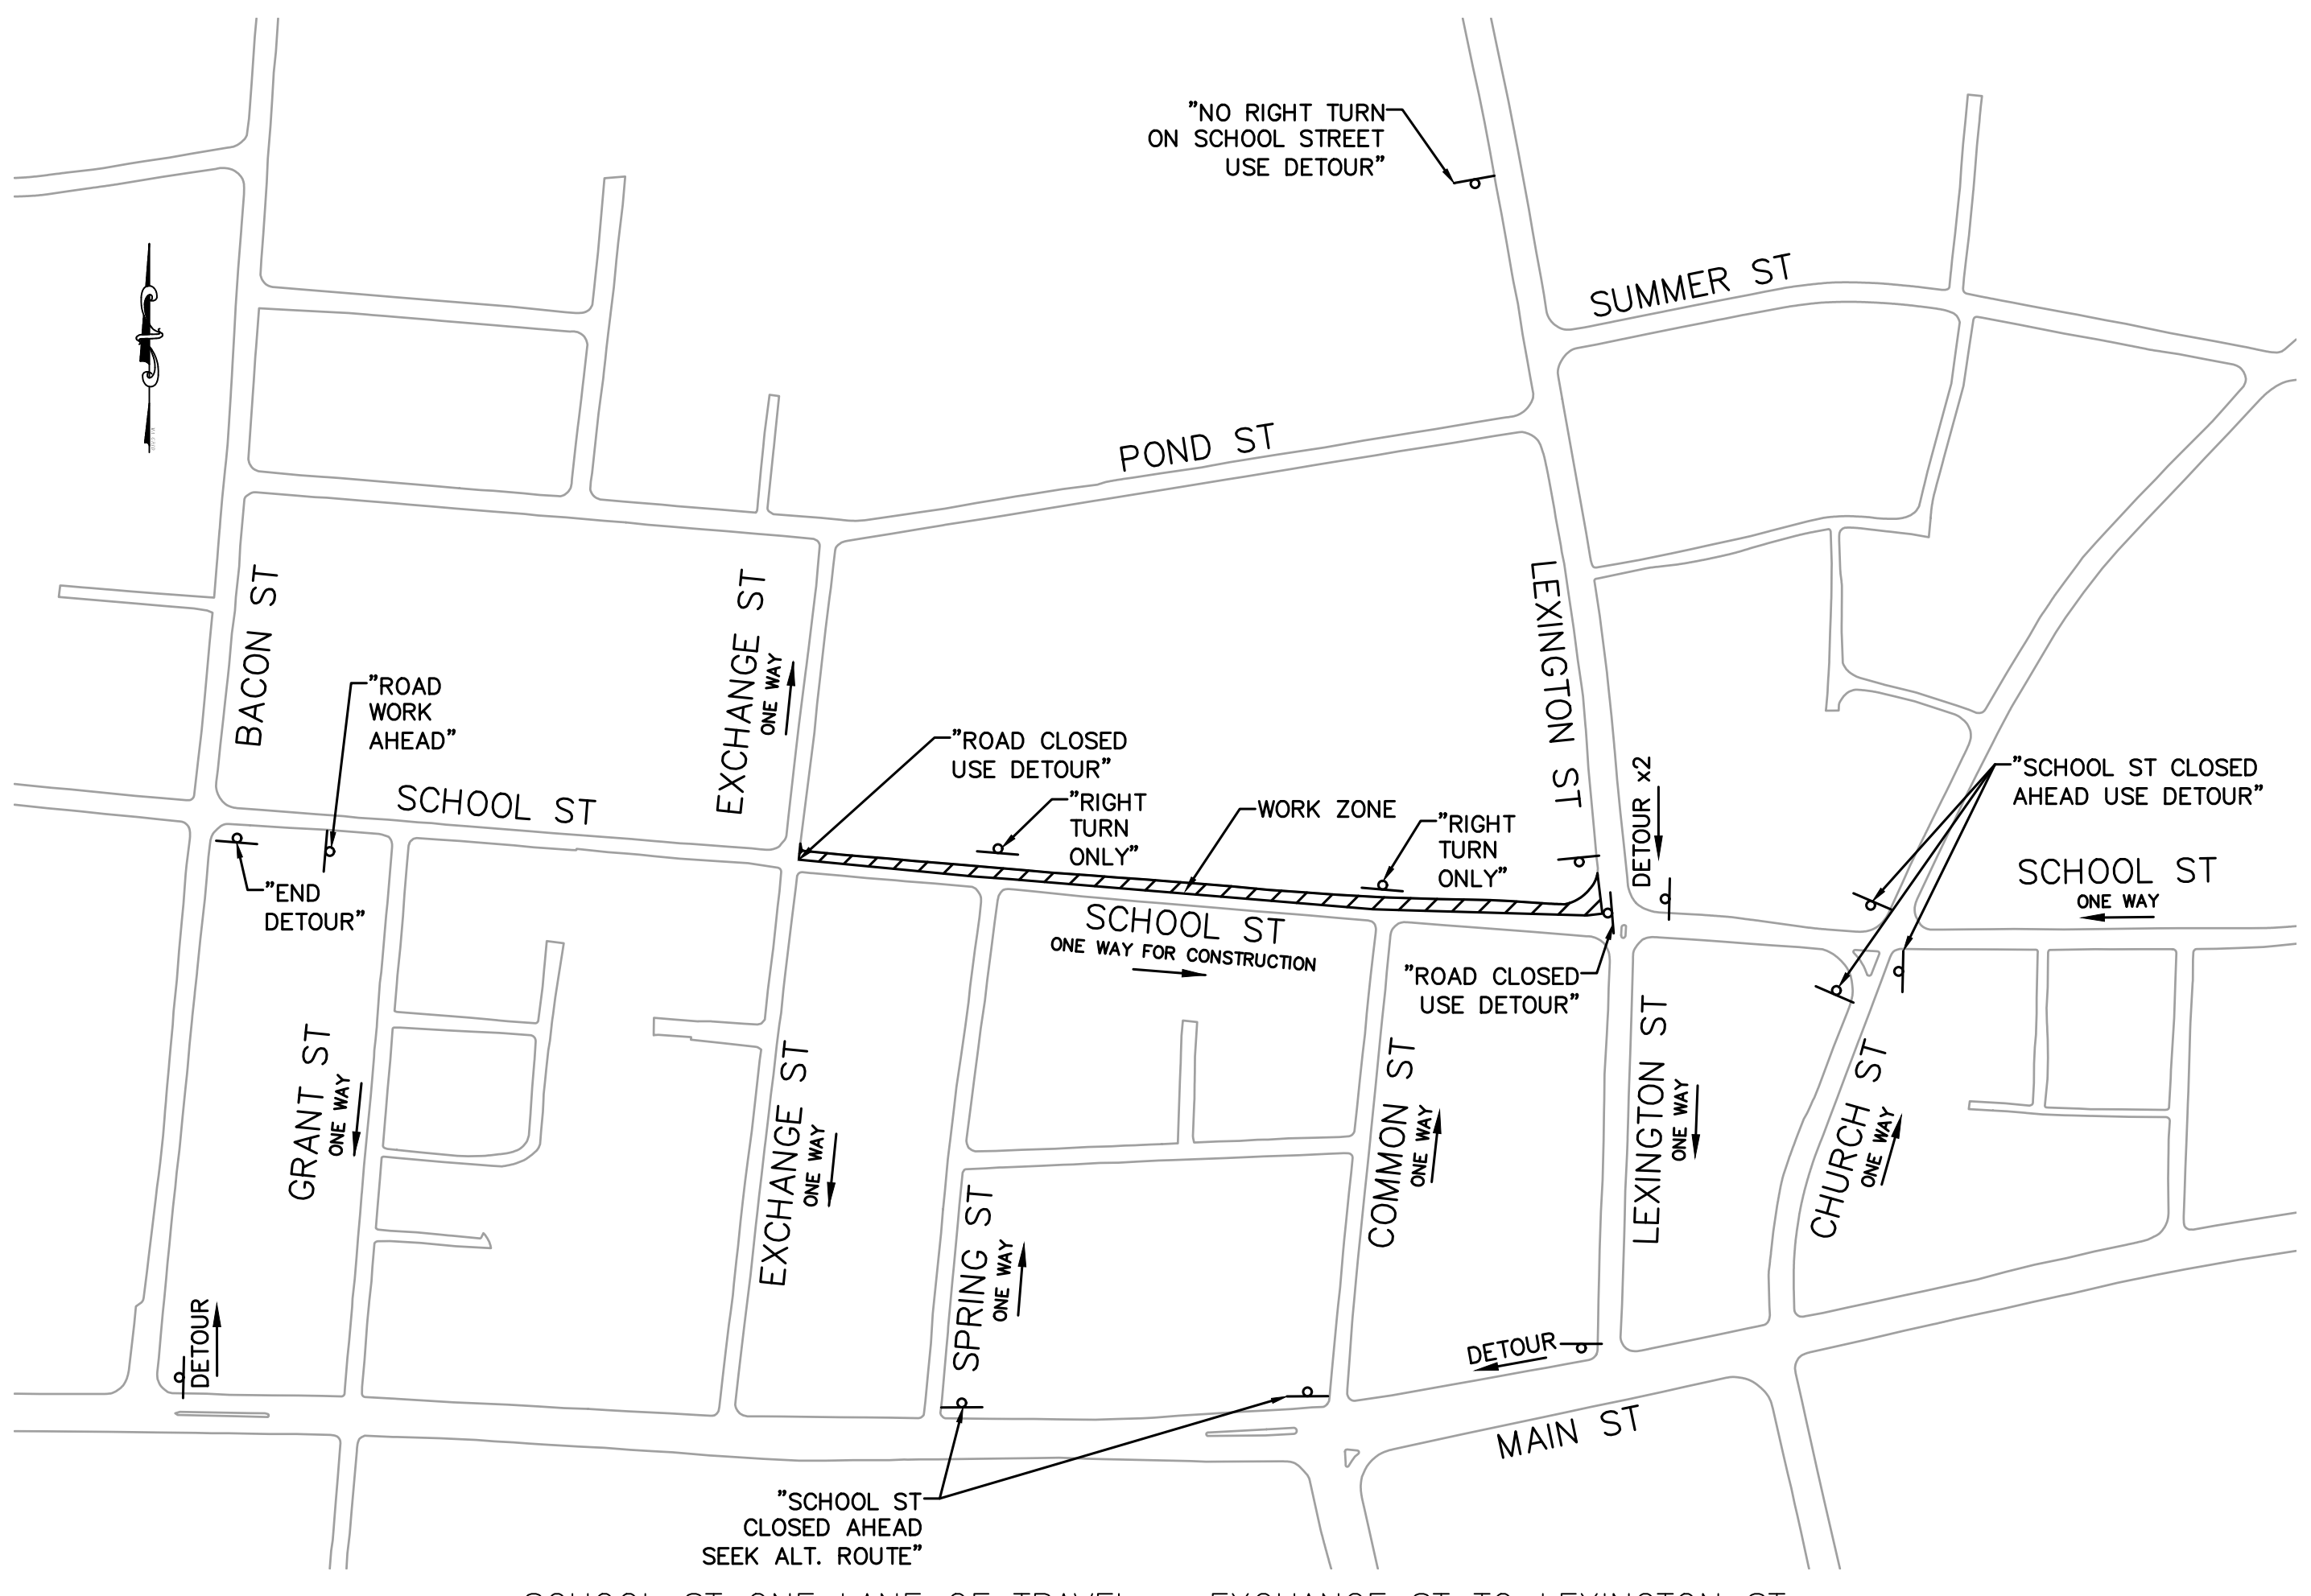 "NO RIGHT TURN
ON SCHOOL STREET
USE DETOUR"
SUMMER ST
POND ST
BACON ST
EXCHANGE ST
ONE WAY
LEXINGTON ST
"ROAD
WORK
AHEAD"
SCHOOL ST
"ROAD CLOSED
USE DETOUR"
"RIGHT
TURN
ONLY"
WORK ZONE
"RIGHT
TURN
ONLY"
DETOUR x2
"SCHOOL ST CLOSED
AHEAD USE DETOUR"
SCHOOL ST
ONE WAY
"END
DETOUR"
SCHOOL ST
ONE WAY FOR CONSTRUCTION
"ROAD CLOSED
USE DETOUR"
GRANT ST
ONE WAY
EXCHANGE ST
ONE WAY
SPRING ST
ONE WAY
COMMON ST
ONE WAY
LEXINGTON ST
ONE WAY
CHURCH ST
ONE WAY
DETOUR
DETOUR
MAIN ST
"SCHOOL ST
CLOSED AHEAD
SEEK ALT. ROUTE"